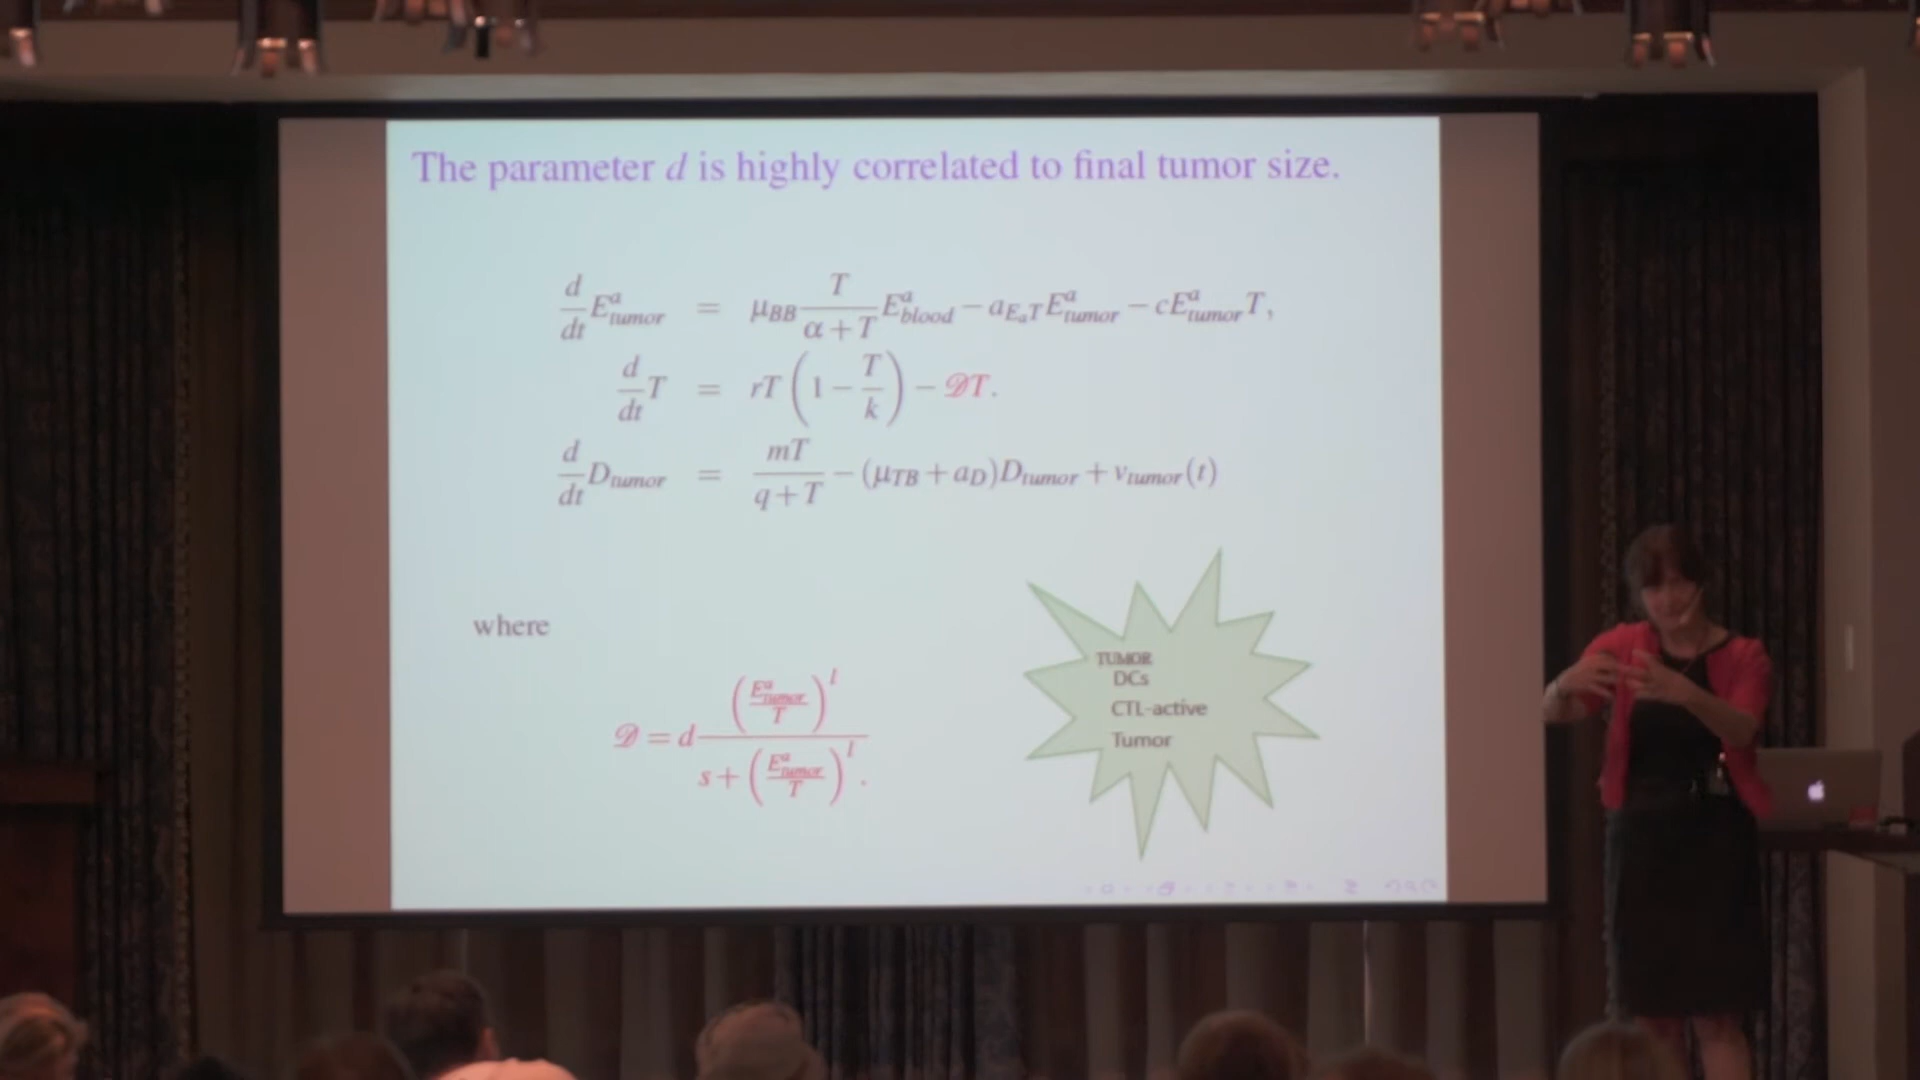 The parameter d is highly correlated to final tumor size.
d/dt E^a_tumor = μ_BB T/(α+T) E^a_blood − a_{E_aT} E^a_tumor − cE^a_tumor T,
d/dt T = rT(1 − T/k) − 𝒟T.
d/dt D_tumor = mT/(q+T) − (μ_TB + a_D)D_tumor + v_tumor(t)
where
𝒟 = d (E^a_tumor/T)^l / (s + (E^a_tumor/T)^l).
TUMOR
DCs
CTL-active
Tumor